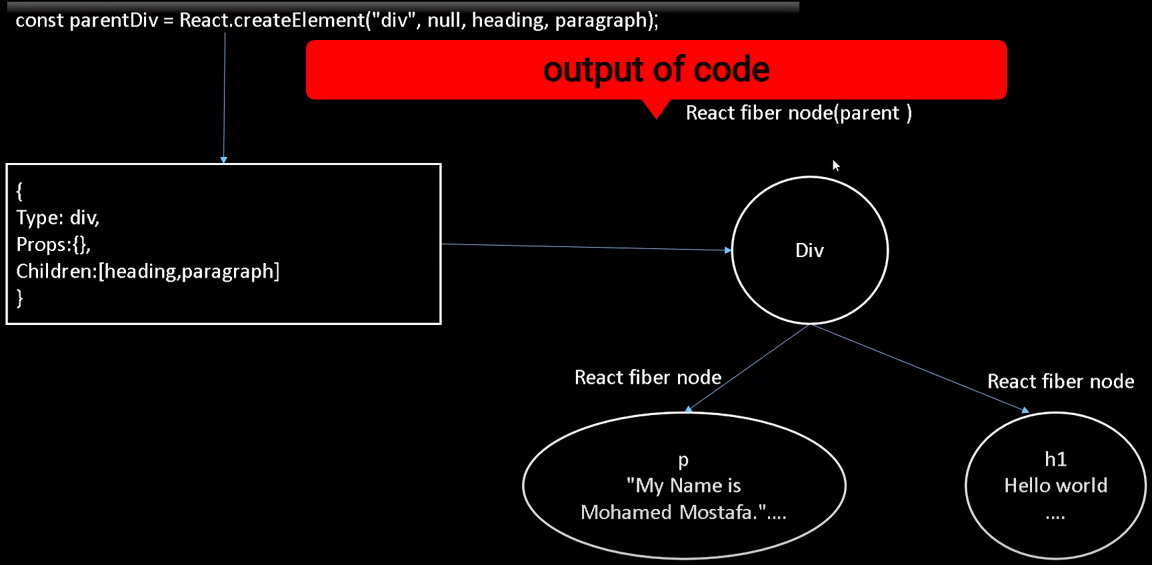 const parentDiv = React.createElement("div", null, heading, paragraph);
output of code
React fiber node(parent )
{
Type: div,
Props:{},
Children:[heading,paragraph]
}
Div
React fiber node
React fiber node
p
"My Name is
Mohamed Mostafa."....
h1
Hello world
....